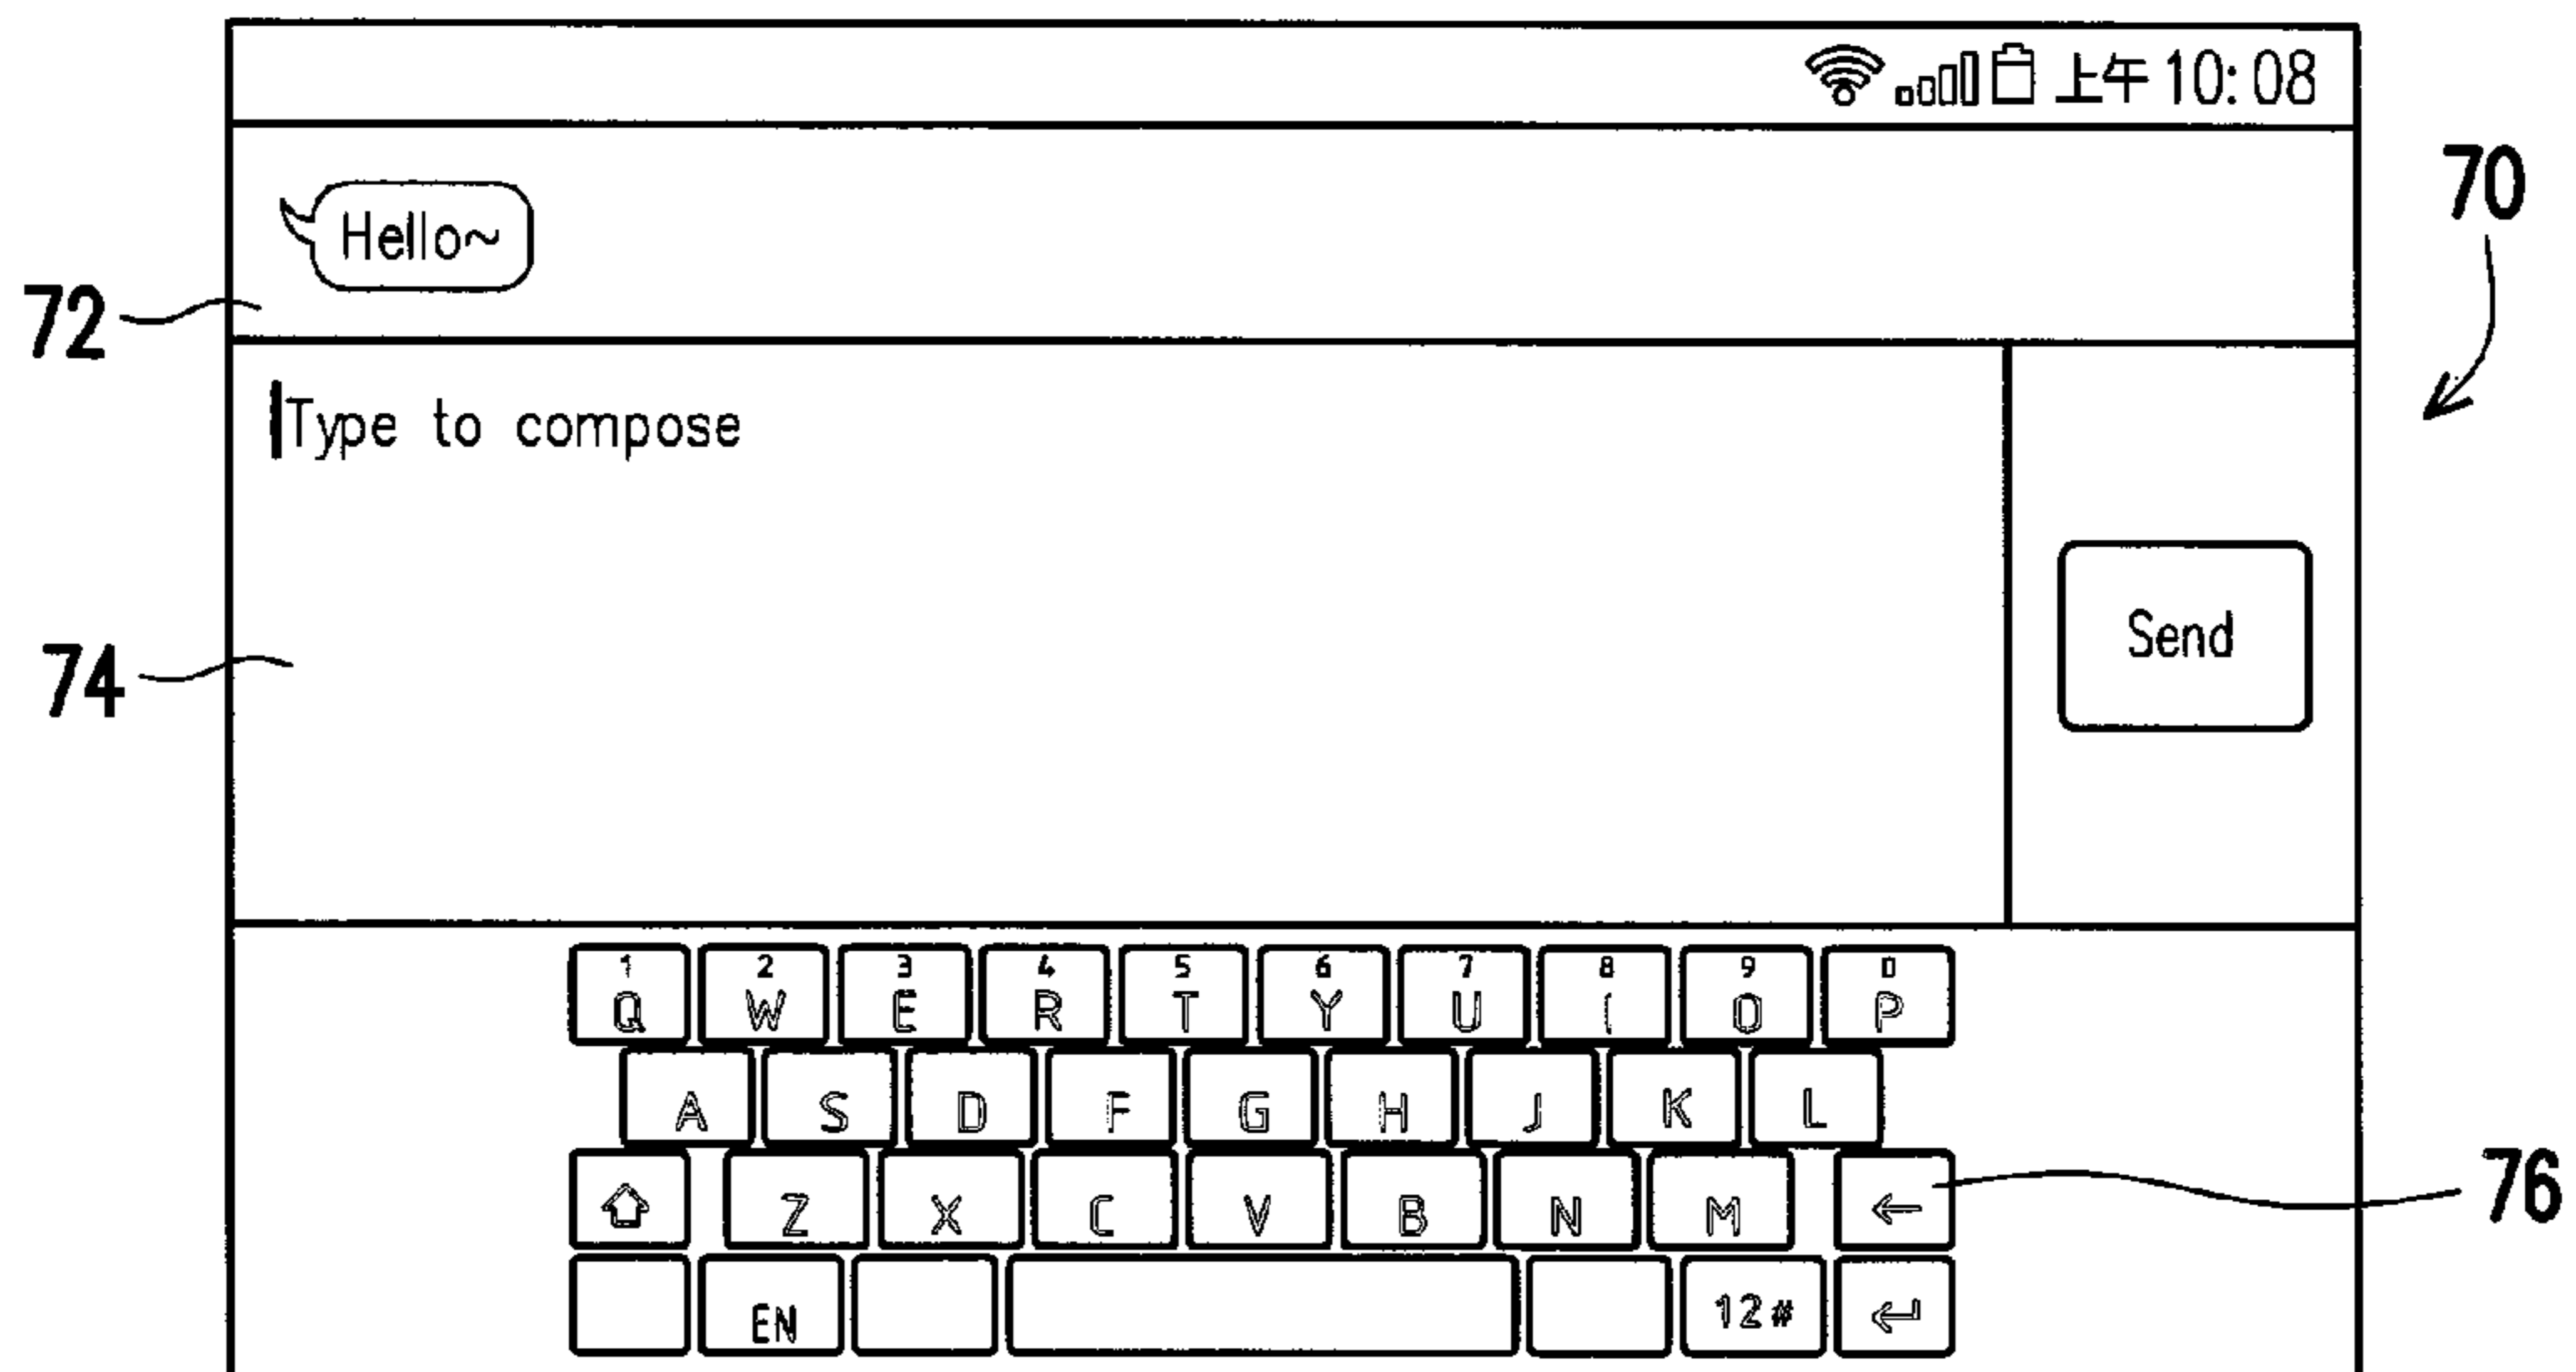 上午 10:08
70
Hello~
72
Type to compose
Send
74
1 2 3 4 5 6 7 8 9 0
Q W E R T Y U I O P
A S D F G H J K L
Z X C V B N M
76
EN 12#